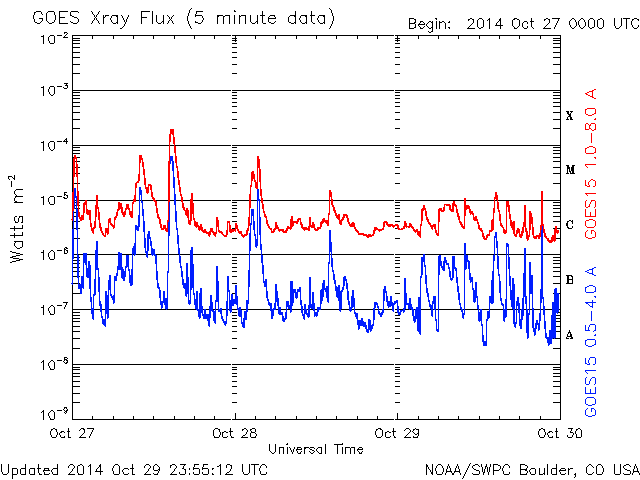 GOES Xray Flux (5 minute data)
Begin: 2014 Oct 27 0000 UTC
10-2
10-3
10-4
10-5
10-6
10-7
10-8
10-9
Watts m-2
X
M
C
B
A
GOES15 1.0-8.0 A
GOES15 0.5-4.0 A
Oct 27
Oct 28
Oct 29
Oct 30
Universal Time
Updated 2014 Oct 29 23:55:12 UTC
NOAA/SWPC Boulder, CO USA